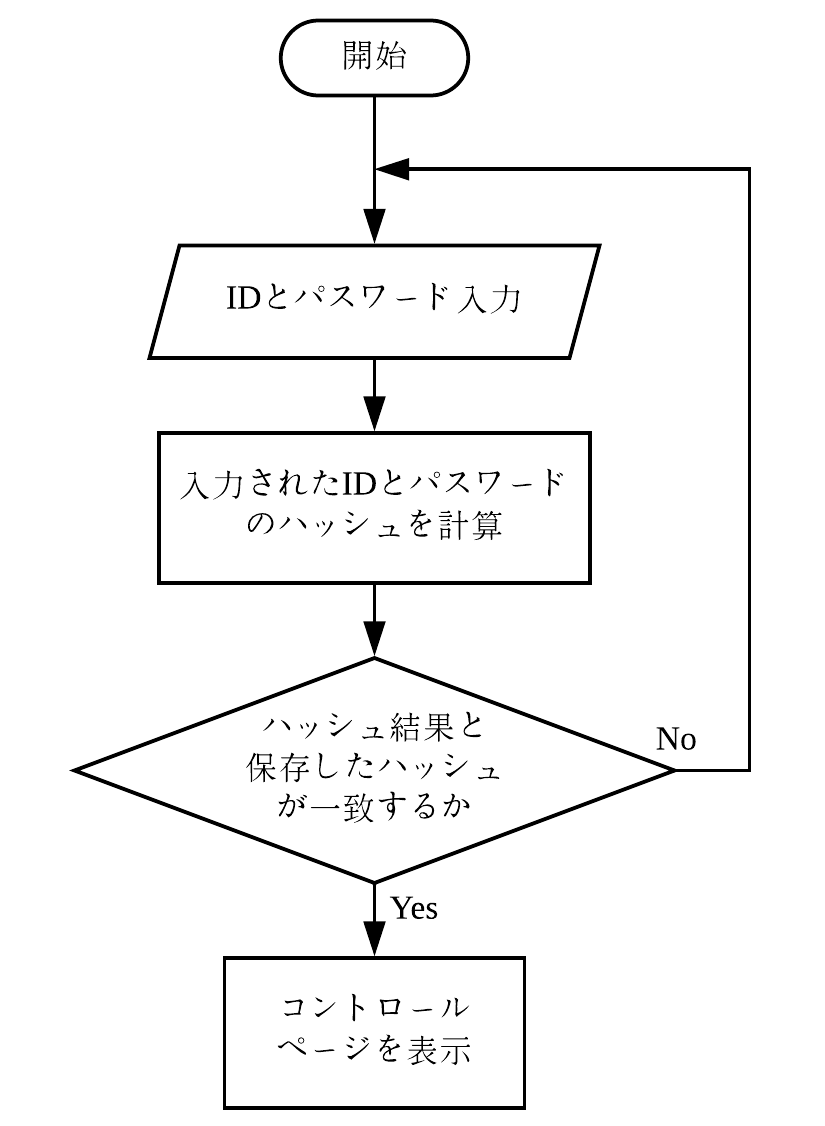 開始
IDとパスワード入力
入力されたIDとパスワード
のハッシュを計算
ハッシュ結果と
保存したハッシュ
が一致するか
No
Yes
コントロール
ページを表示